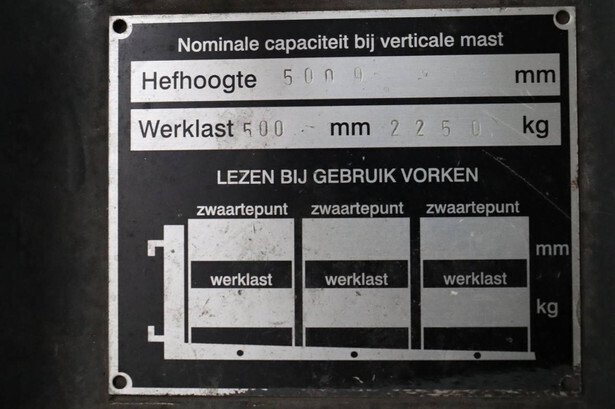 Nominale capaciteit bij verticale mast
Hefhoogte 5000 mm
Werklast 500 mm 2250 kg
LEZEN BIJ GEBRUIK VORKEN
zwaartepunt zwaartepunt zwaartepunt
mm
werklast werklast werklast
kg